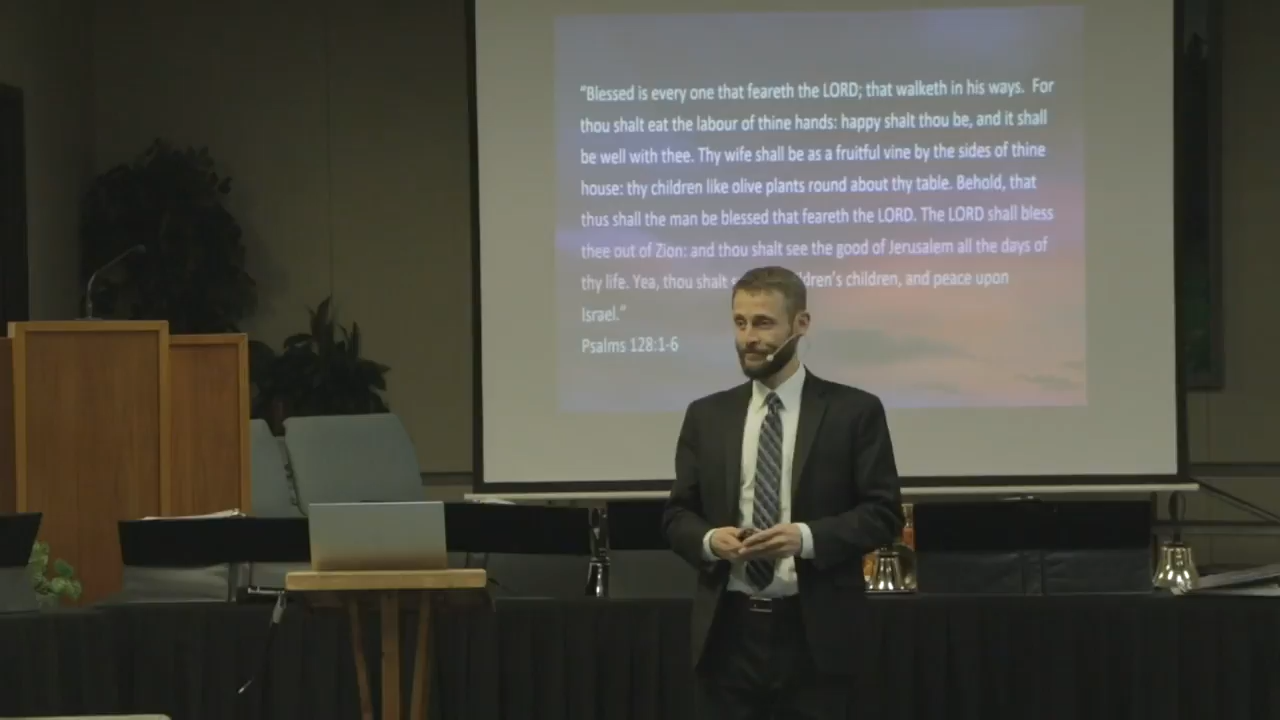 “Blessed is every one that feareth the LORD; that walketh in his ways. For
thou shalt eat the labour of thine hands: happy shalt thou be, and it shall
be well with thee. Thy wife shall be as a fruitful vine by the sides of thine
house: thy children like olive plants round about thy table. Behold, that
thus shall the man be blessed that feareth the LORD. The LORD shall bless
thee out of Zion: and thou shalt see the good of Jerusalem all the days of
thy life. Yea, thou shalt children's children, and peace upon
Israel.”
Psalms 128:1-6